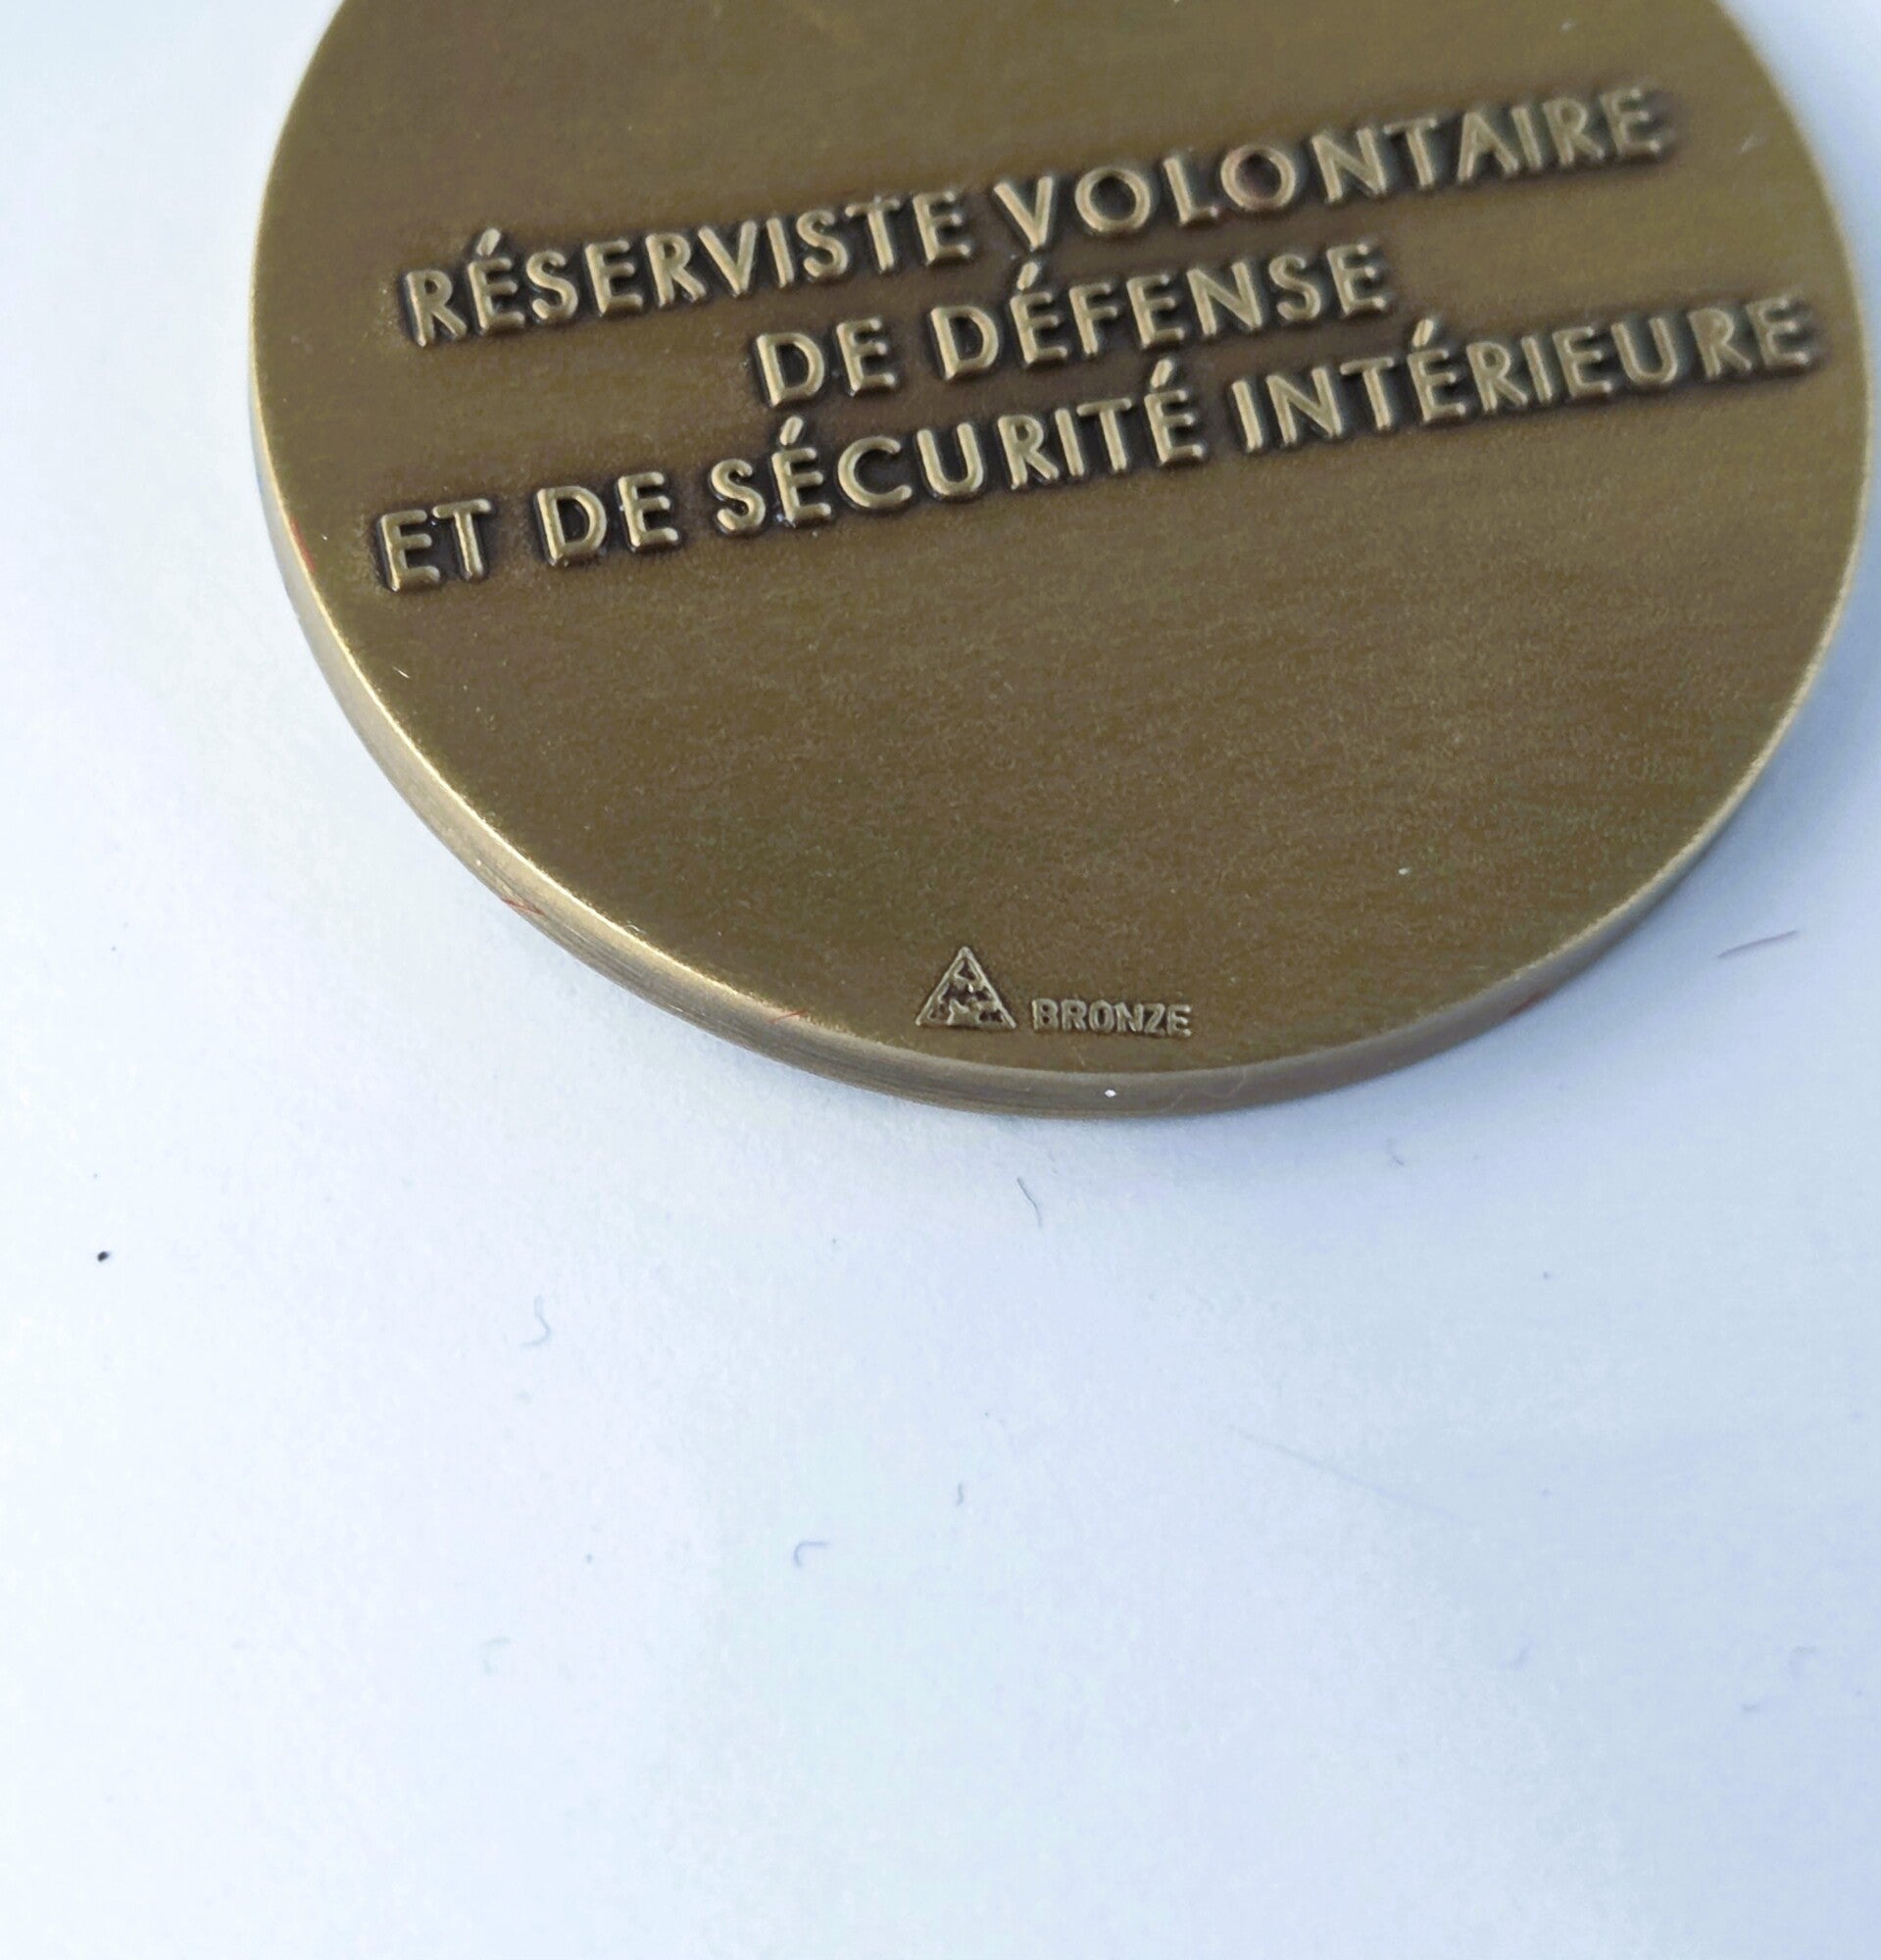 RÉSERVISTE VOLONTAIRE
DE DÉFENSE
ET DE SÉCURITÉ INTÉRIEURE
BRONZE